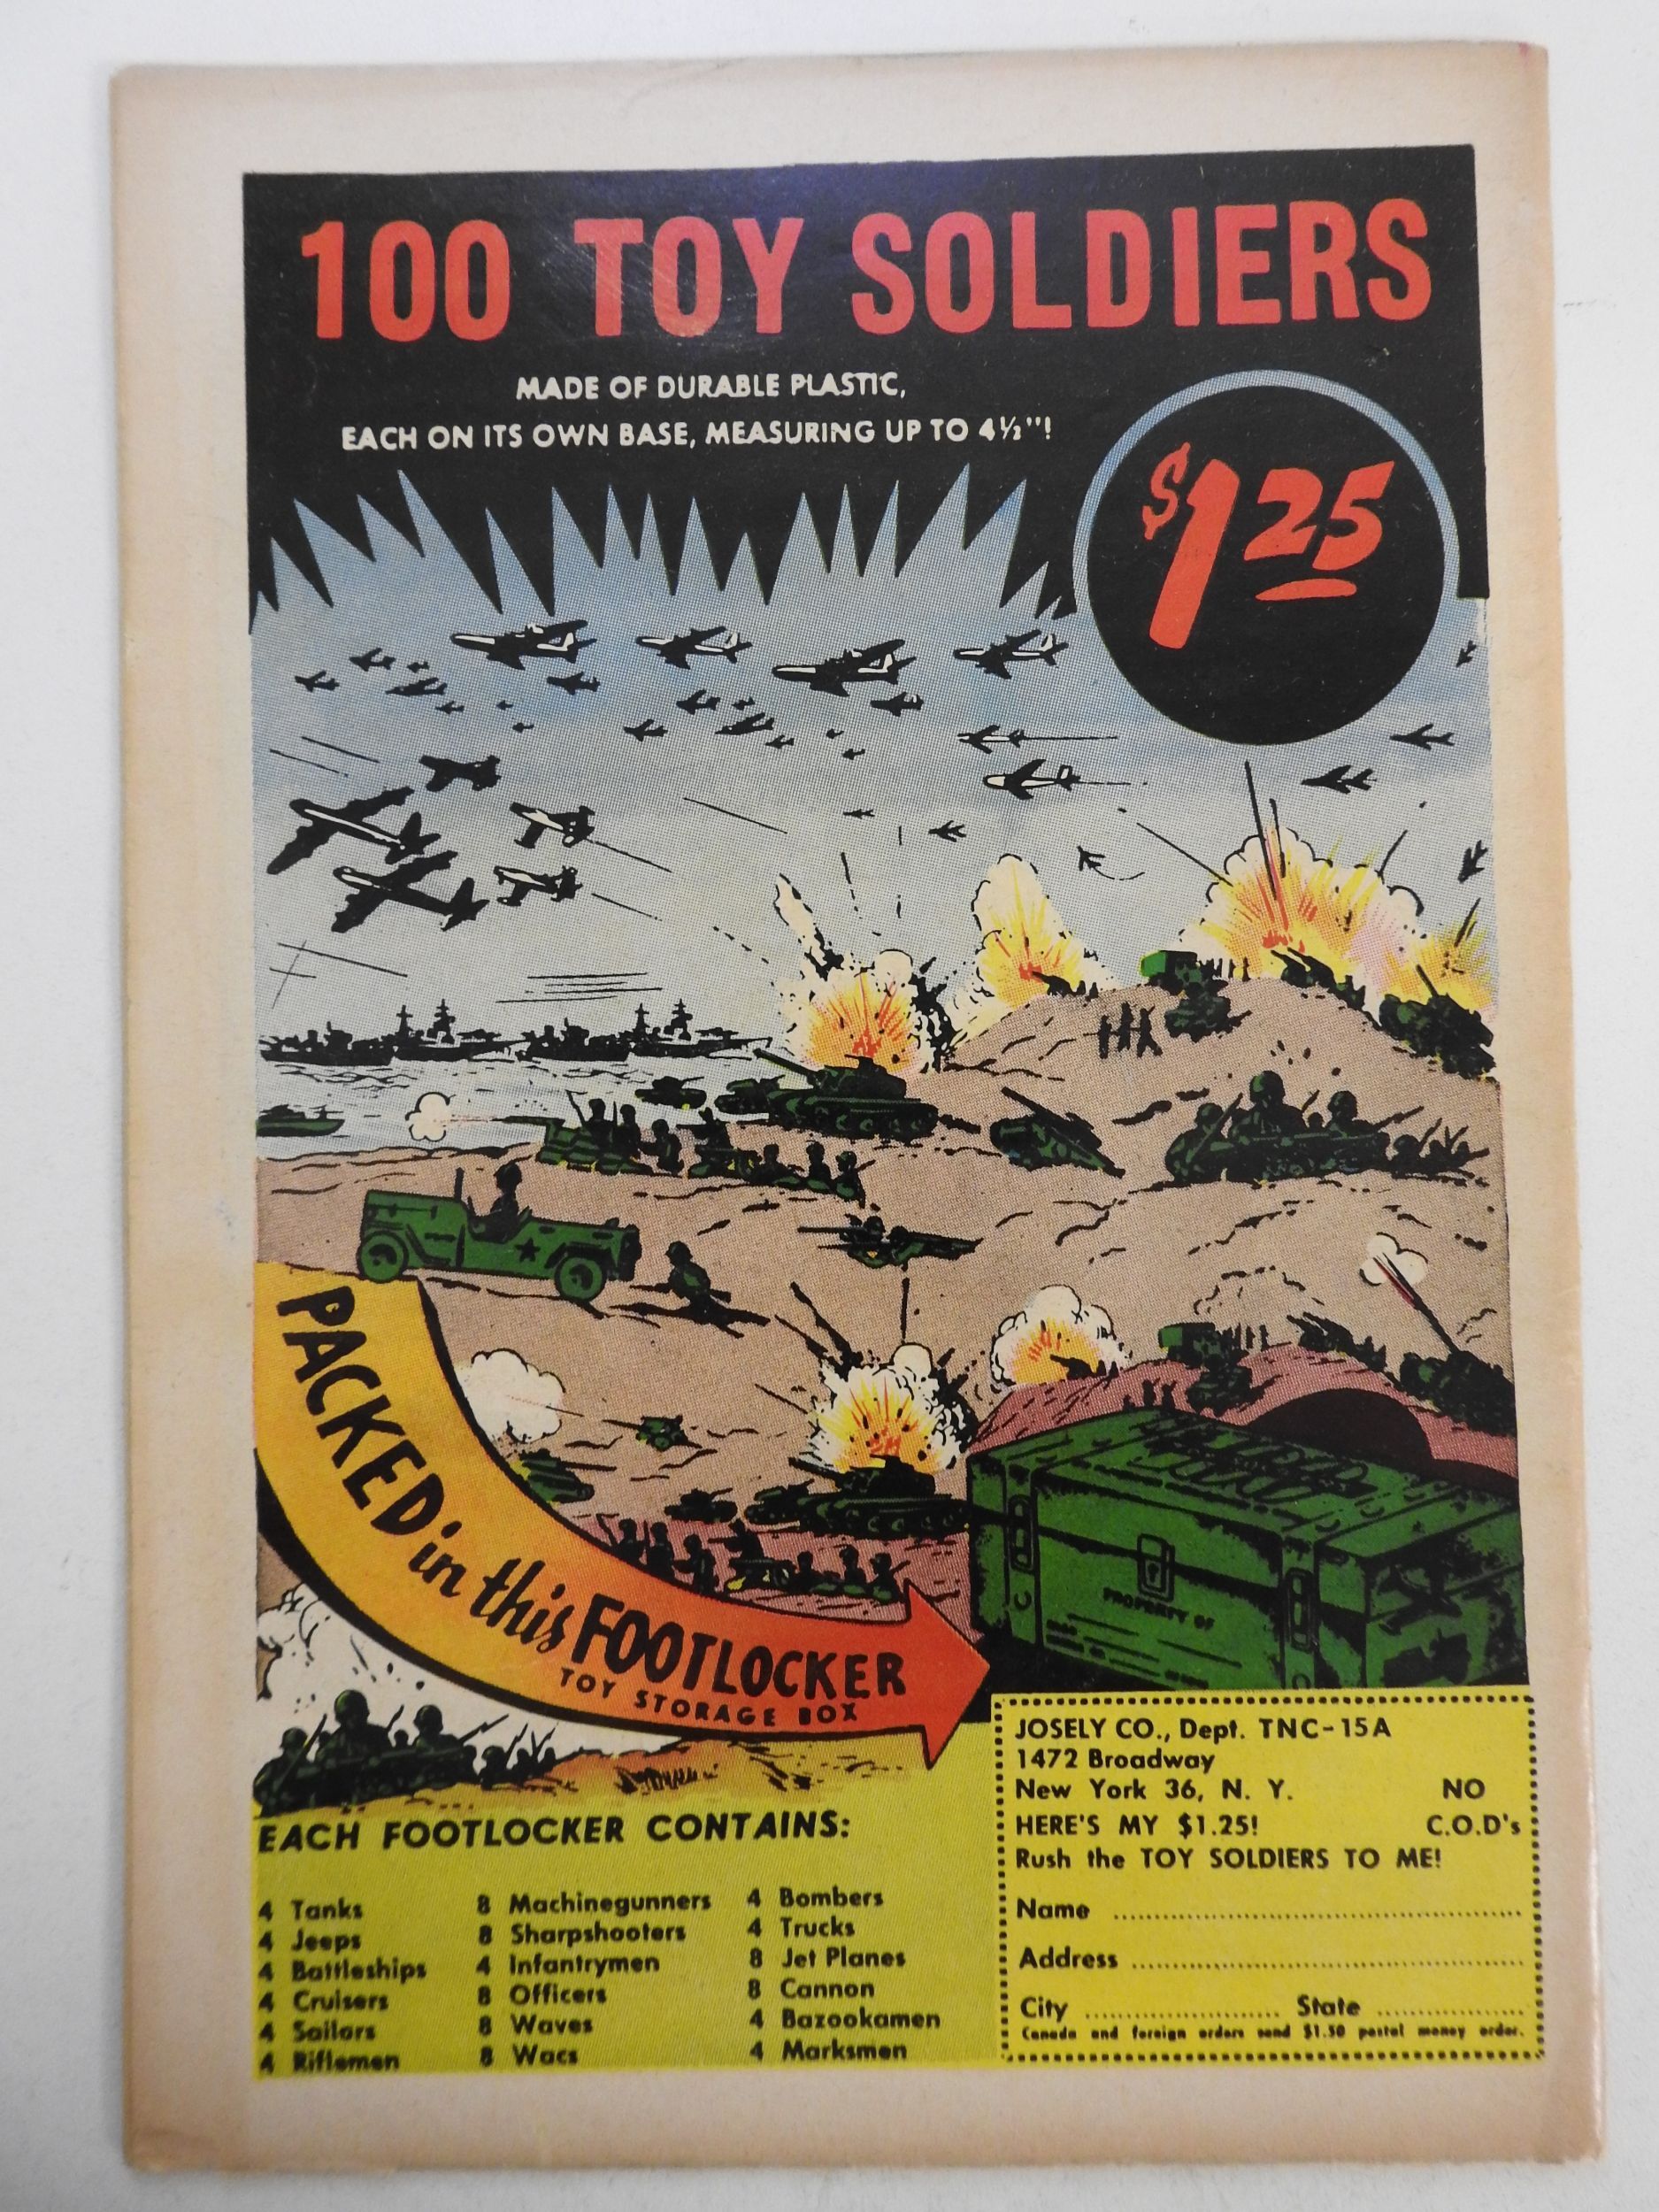 100 TOY SOLDIERS
MADE OF DURABLE PLASTIC,
EACH ON ITS OWN BASE, MEASURING UP TO 4½"!
$1 25
PACKED in this FOOTLOCKER
TOY STORAGE BOX
PROPERTY OF
EACH FOOTLOCKER CONTAINS:
4 Tanks
4 Jeeps
4 Battleships
4 Cruisers
4 Sailors
4 Riflemen
8 Machinegunners
8 Sharpshooters
4 Infantrymen
8 Officers
8 Waves
8 Wacs
4 Bombers
4 Trucks
8 Jet Planes
8 Cannon
4 Bazookamen
4 Marksmen
JOSELY CO., Dept. TNC-15A
1472 Broadway
New York 36, N. Y. NO
HERE'S MY $1.25! C.O.D's
Rush the TOY SOLDIERS TO ME!
Name
Address
City State
Canada and foreign orders send $1.50 postal money order.